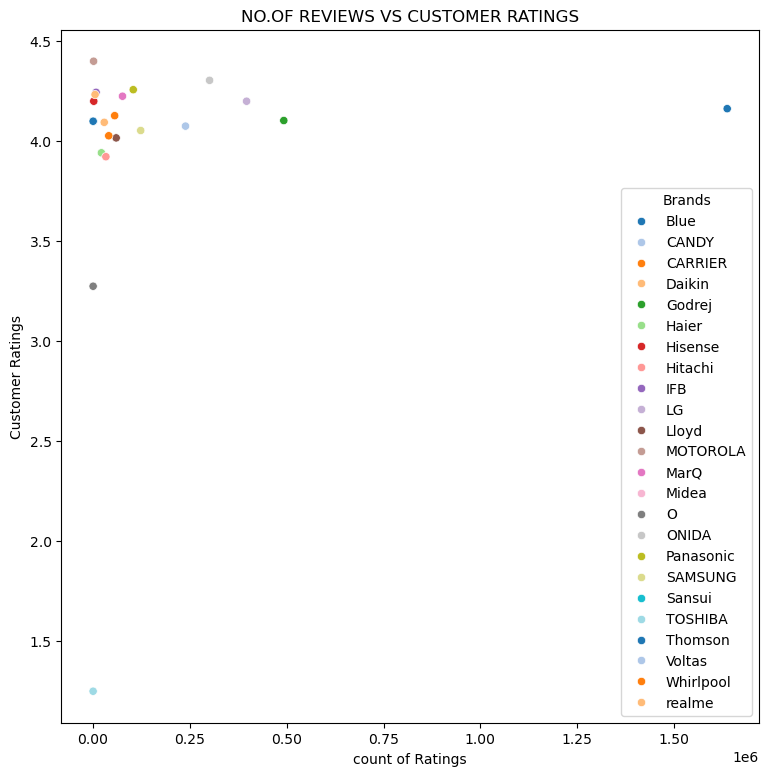 NO.OF REVIEWS VS CUSTOMER RATINGS
4.5
4.0
3.5
3.0
2.5
2.0
1.5
Customer Ratings
Brands
Blue
CANDY
CARRIER
Daikin
Godrej
Haier
Hisense
Hitachi
IFB
LG
Lloyd
MOTOROLA
MarQ
Midea
O
ONIDA
Panasonic
SAMSUNG
Sansui
TOSHIBA
Thomson
Voltas
Whirlpool
realme
0.00 0.25 0.50 0.75 1.00 1.25 1.50
1e6
count of Ratings